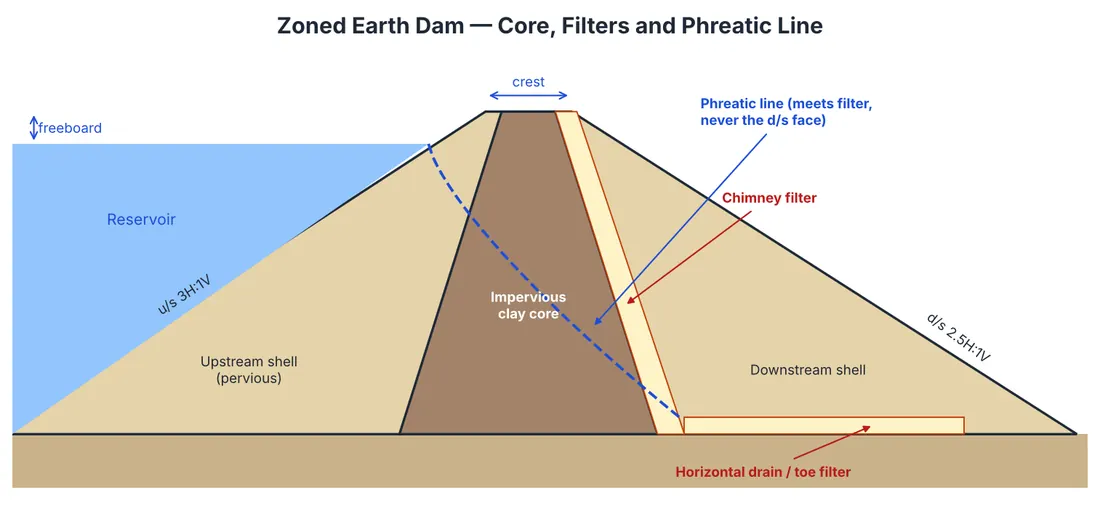 Zoned Earth Dam — Core, Filters and Phreatic Line
crest
Phreatic line (meets filter,
never the d/s face)
freeboard
Chimney filter
Reservoir
u/s 3H:1V
Impervious
clay core
d/s 2.5H:1V
Upstream shell
(pervious)
Downstream shell
Horizontal drain / toe filter